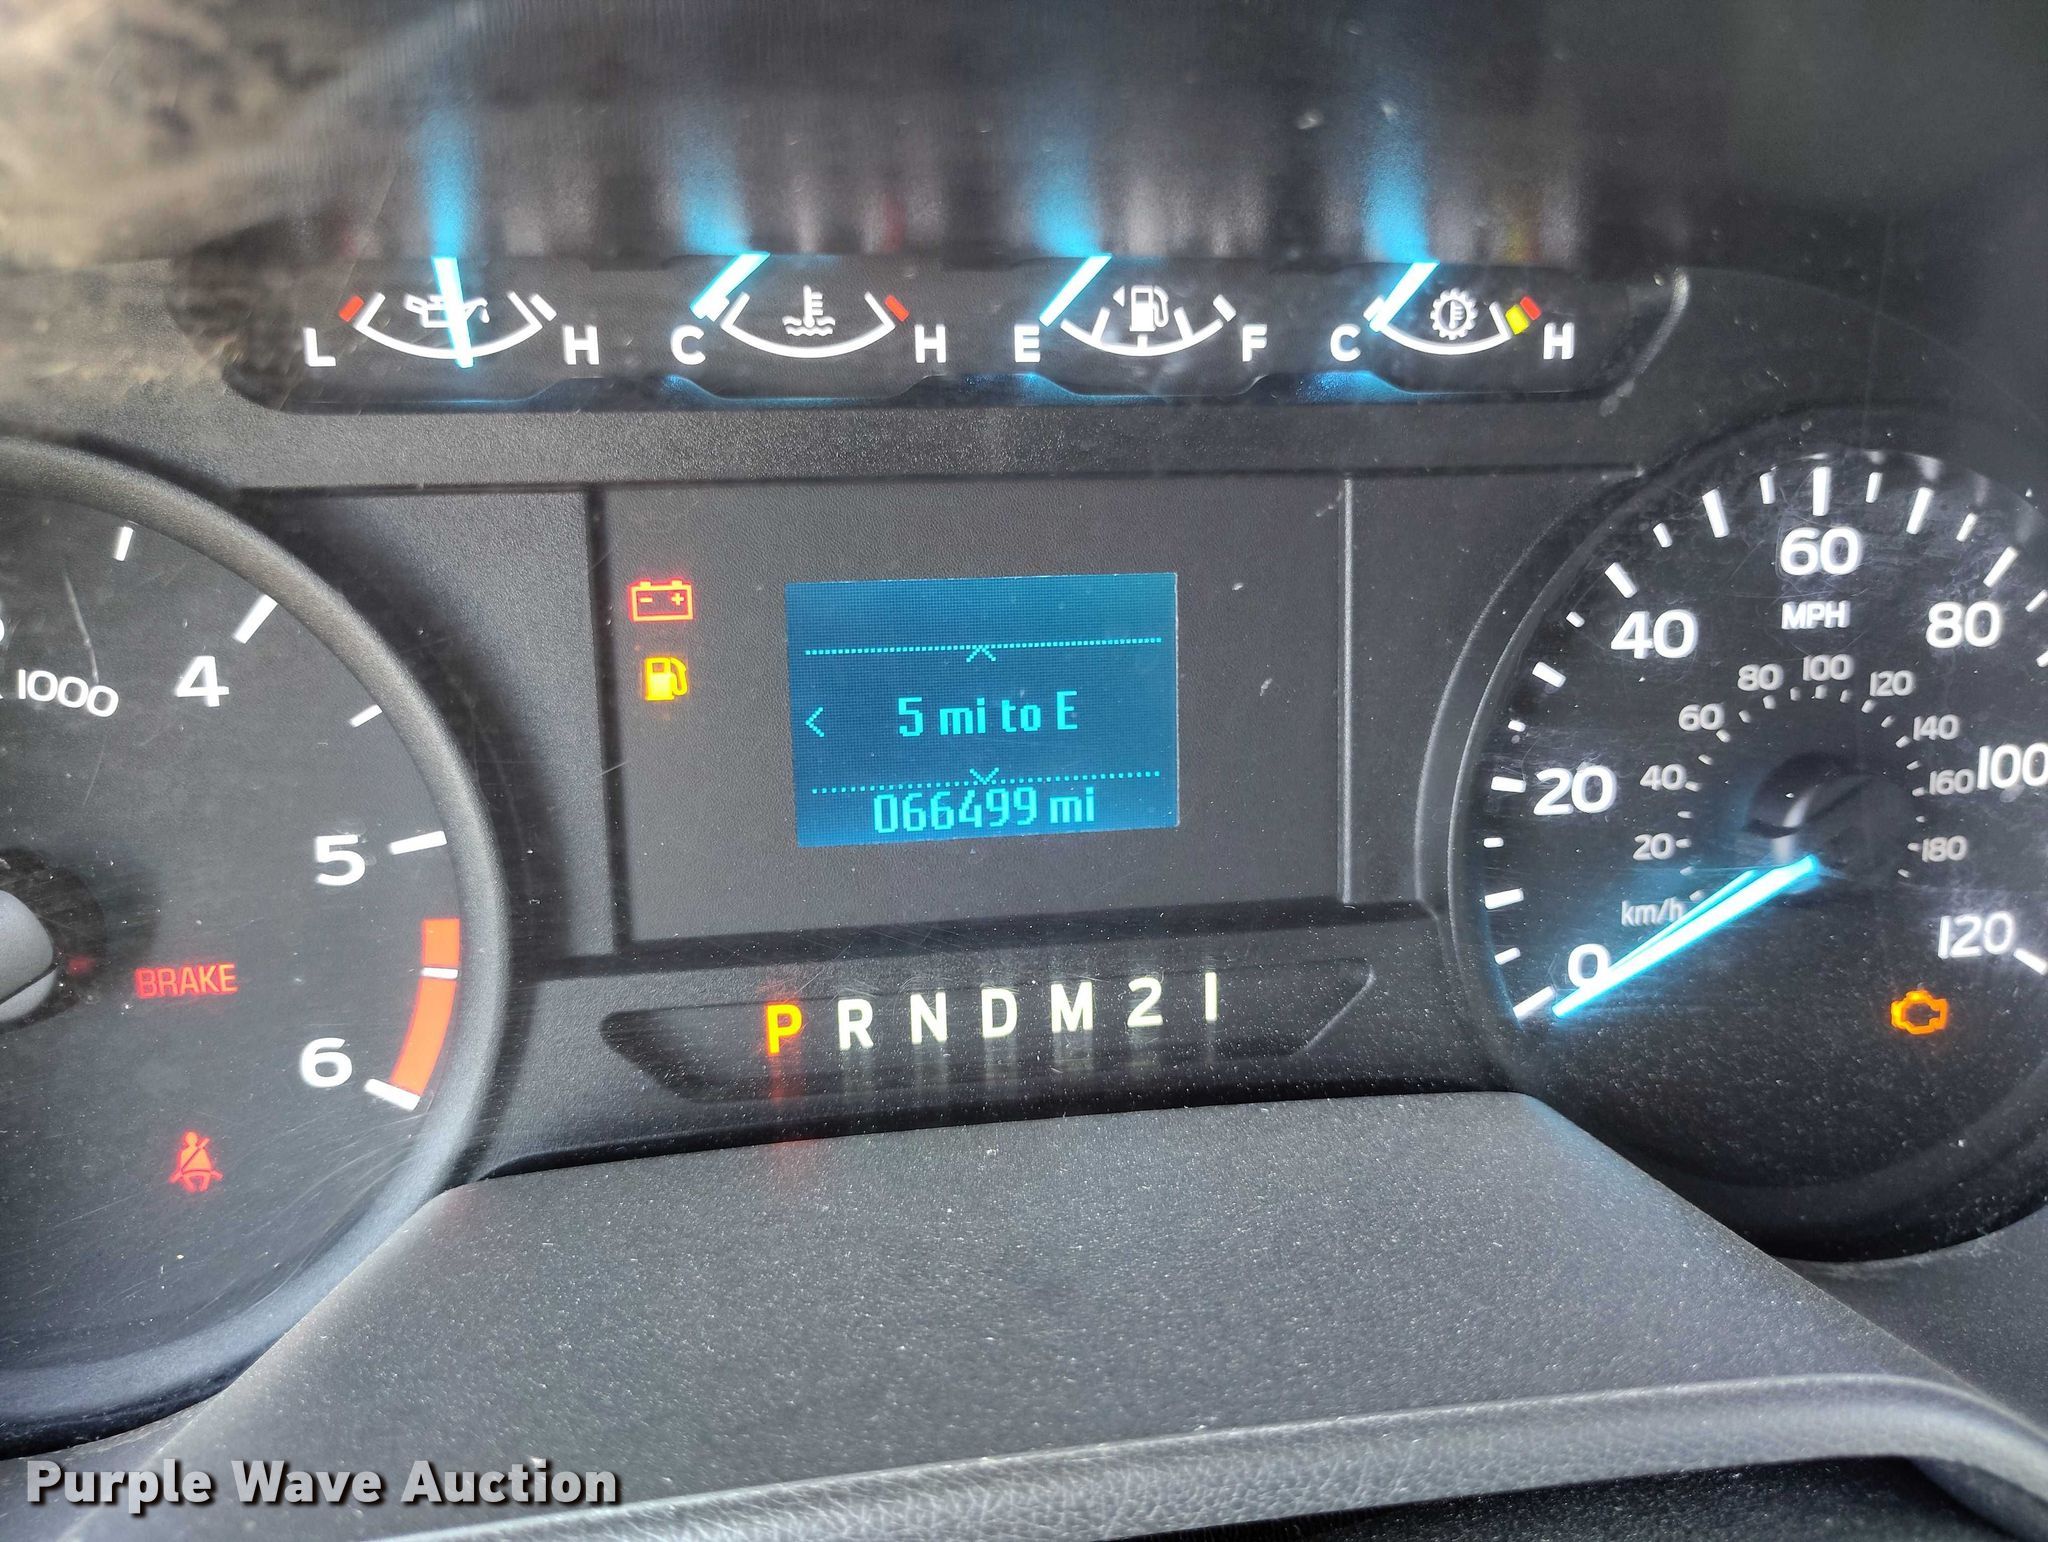 L H C H E F C H
1000
4
5
6
BRAKE
5 mi to E
066499 mi
P R N D M 2 1
0 20 40 60 80 100 120
MPH
20 40 60 80 100 120 140 160 180
km/h
Purple Wave Auction